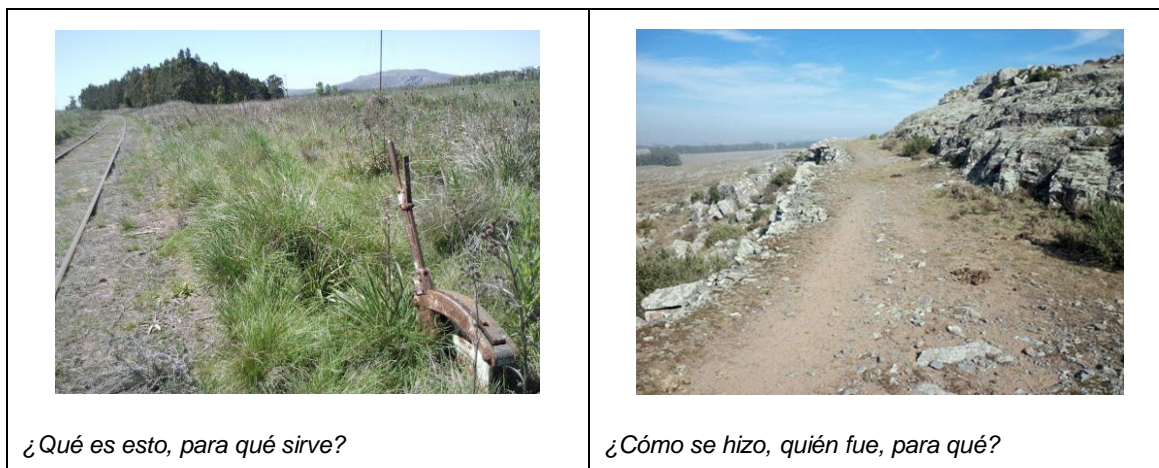 ¿Qué es esto, para qué sirve?
¿Cómo se hizo, quién fue, para qué?